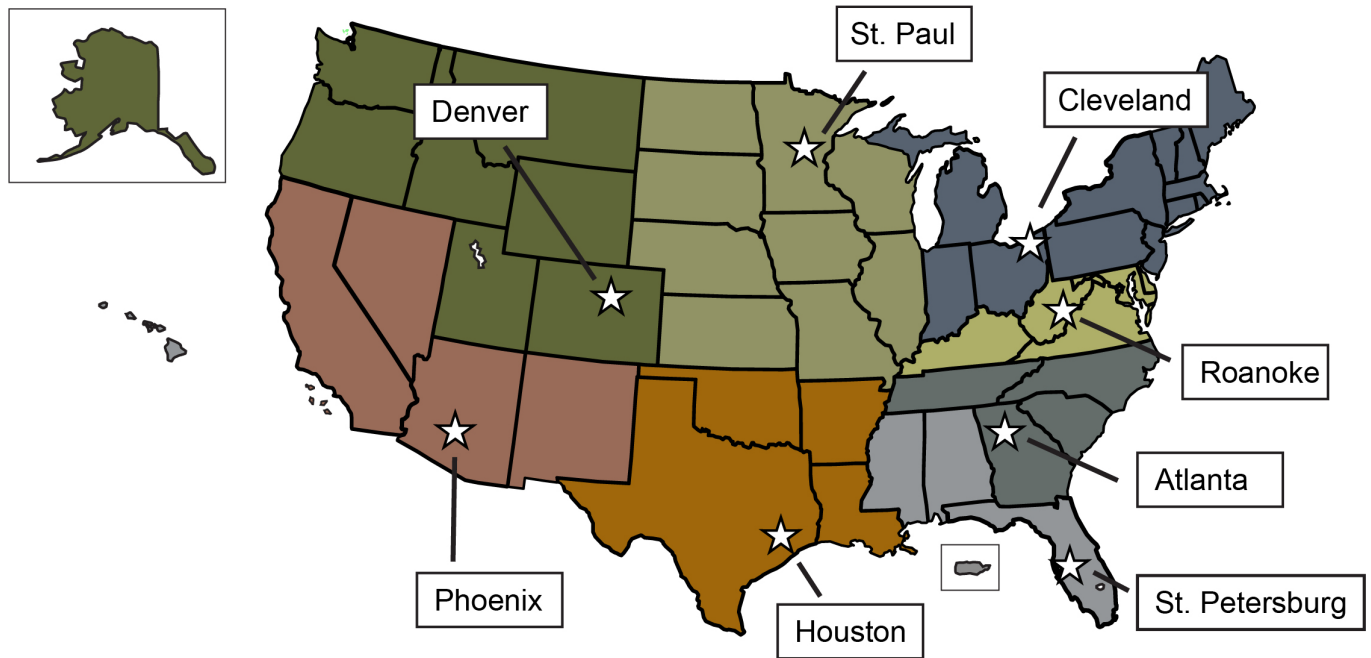 St. Paul
Cleveland
Denver
Roanoke
Atlanta
Phoenix
St. Petersburg
Houston